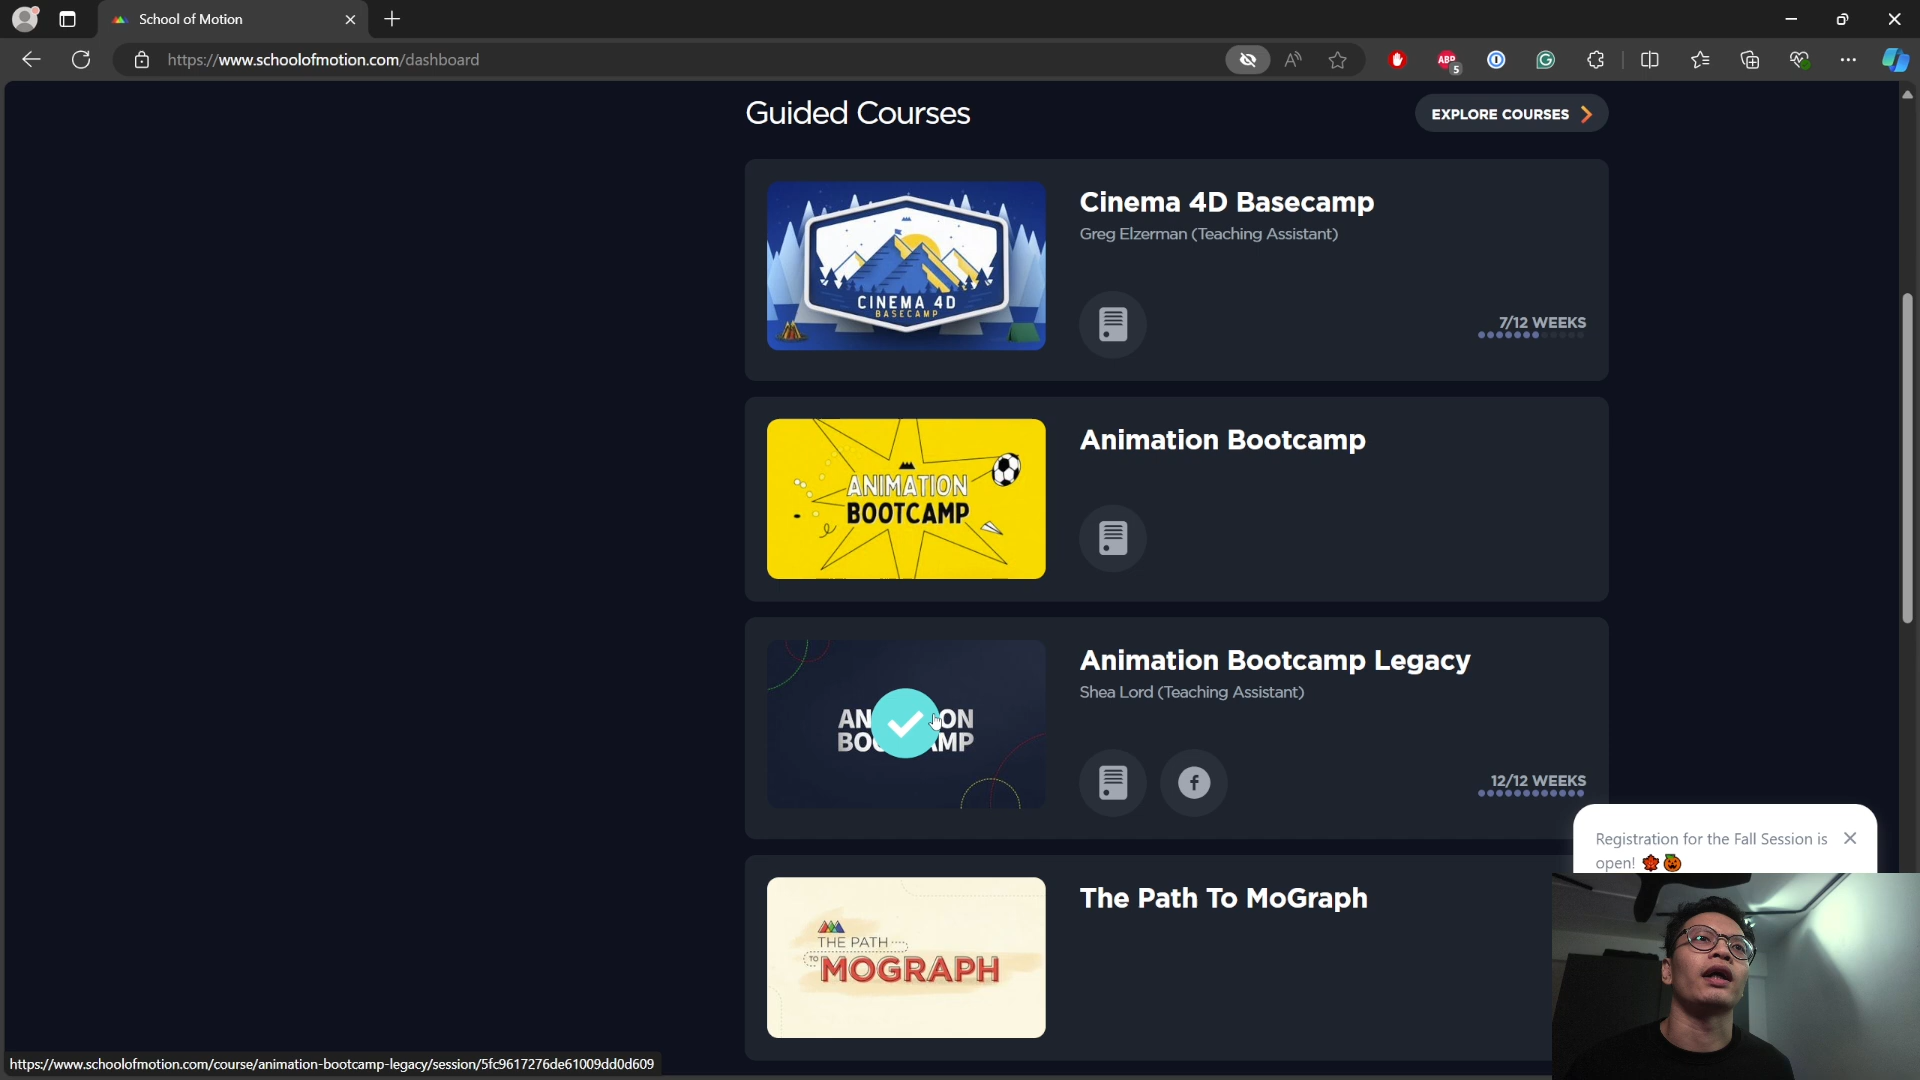 School of Motion
https://www.schoolofmotion.com/dashboard
ABP
5
Guided Courses
EXPLORE COURSES
CINEMA 4D
BASECAMP
Cinema 4D Basecamp
Greg Elzerman (Teaching Assistant)
7/12 WEEKS
ANIMATION
BOOTCAMP
Animation Bootcamp
Animation Bootcamp Legacy
Shea Lord (Teaching Assistant)
12/12 WEEKS
Registration for the Fall Session is
open! 🍁🎃
THE PATH
TO
MOGRAPH
The Path To MoGraph
https://www.schoolofmotion.com/course/animation-bootcamp-legacy/session/5fc9617276de61009dd0d609